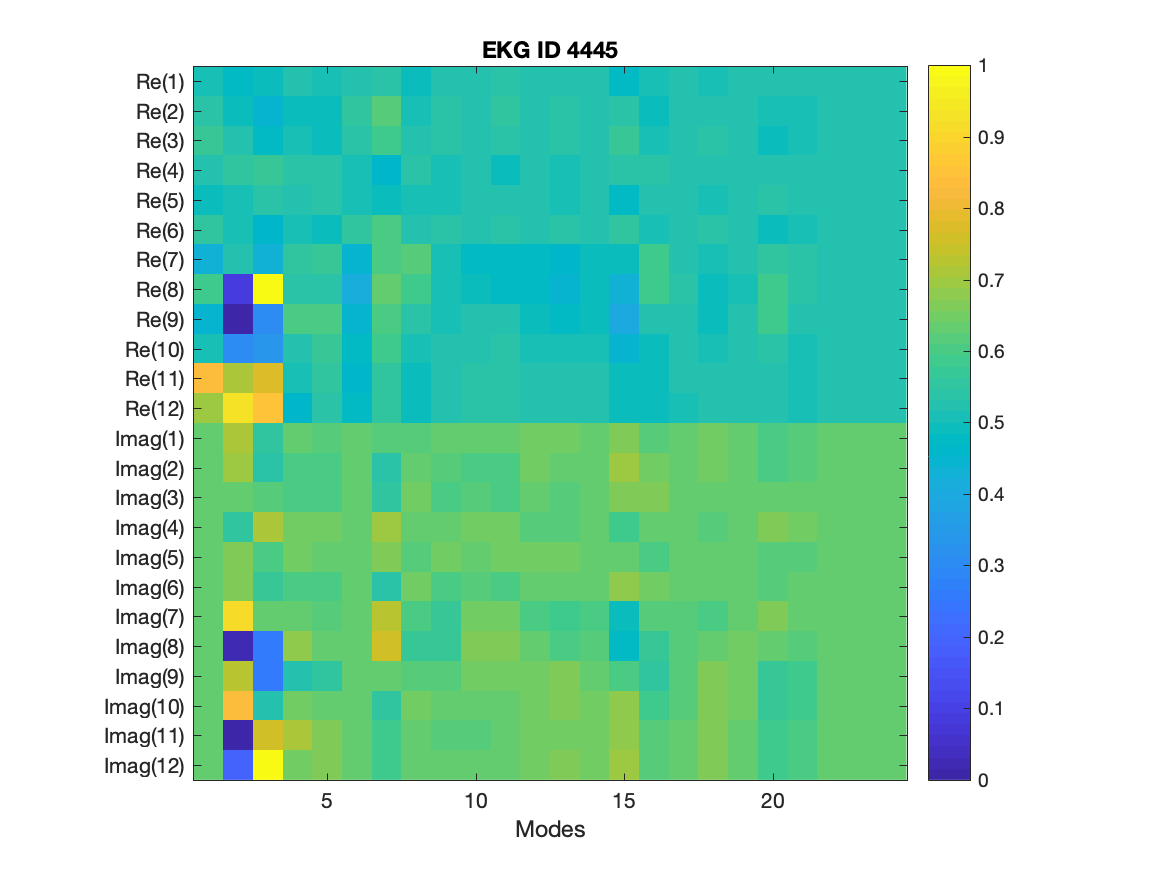 EKG ID 4445
Re(1)
Re(2)
Re(3)
Re(4)
Re(5)
Re(6)
Re(7)
Re(8)
Re(9)
Re(10)
Re(11)
Re(12)
Imag(1)
Imag(2)
Imag(3)
Imag(4)
Imag(5)
Imag(6)
Imag(7)
Imag(8)
Imag(9)
Imag(10)
Imag(11)
Imag(12)
5 10 15 20
Modes
1
0.9
0.8
0.7
0.6
0.5
0.4
0.3
0.2
0.1
0